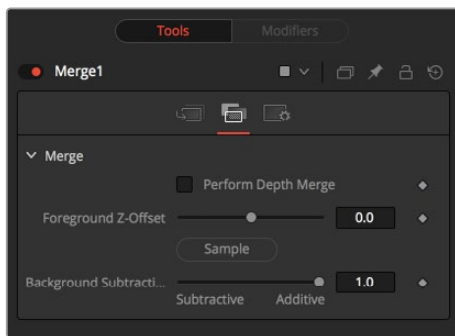 Tools Modifiers
Merge1
Merge
Perform Depth Merge
Foreground Z-Offset 0.0
Sample
Background Subtracti... 1.0
Subtractive Additive